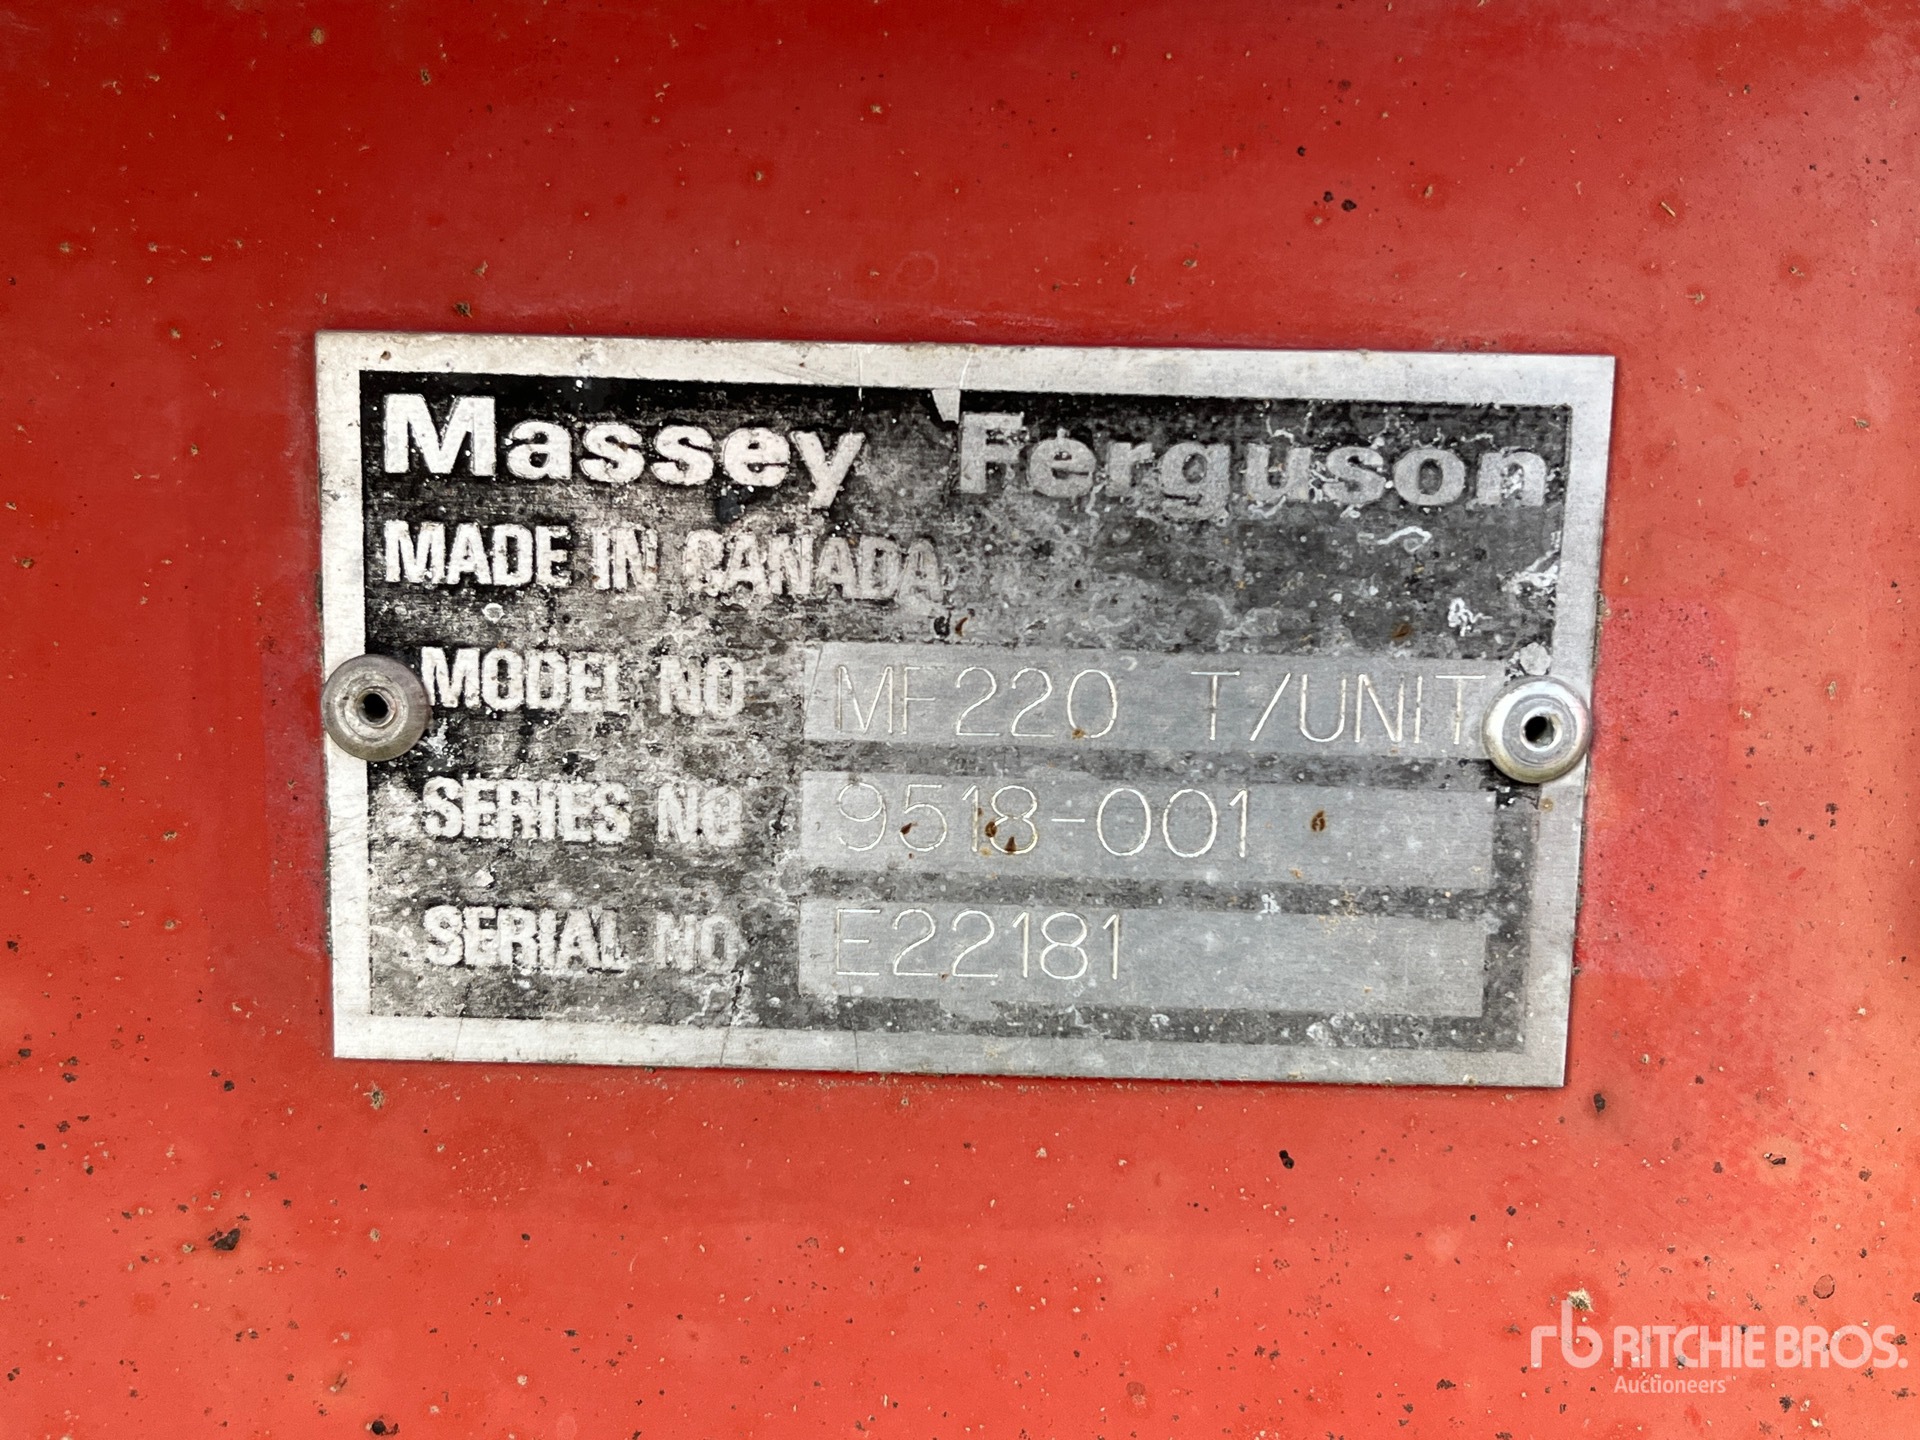 Massey Ferguson
MADE IN CANADA
MODEL NO MF220 T/UNIT
SERIES NO 9518-001
SERIAL NO E22181
rb RITCHIE BROS.
Auctioneers